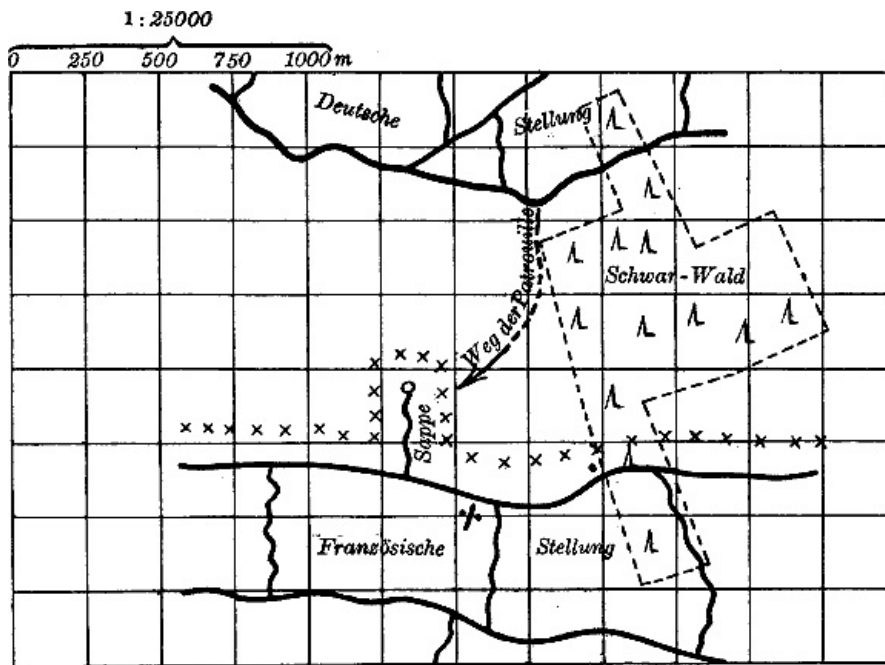 1 : 25000
0 250 500 750 1000 m
Deutsche Stellung
Weg der Patrouille
Schwar-Wald
Sappe
Französische Stellung